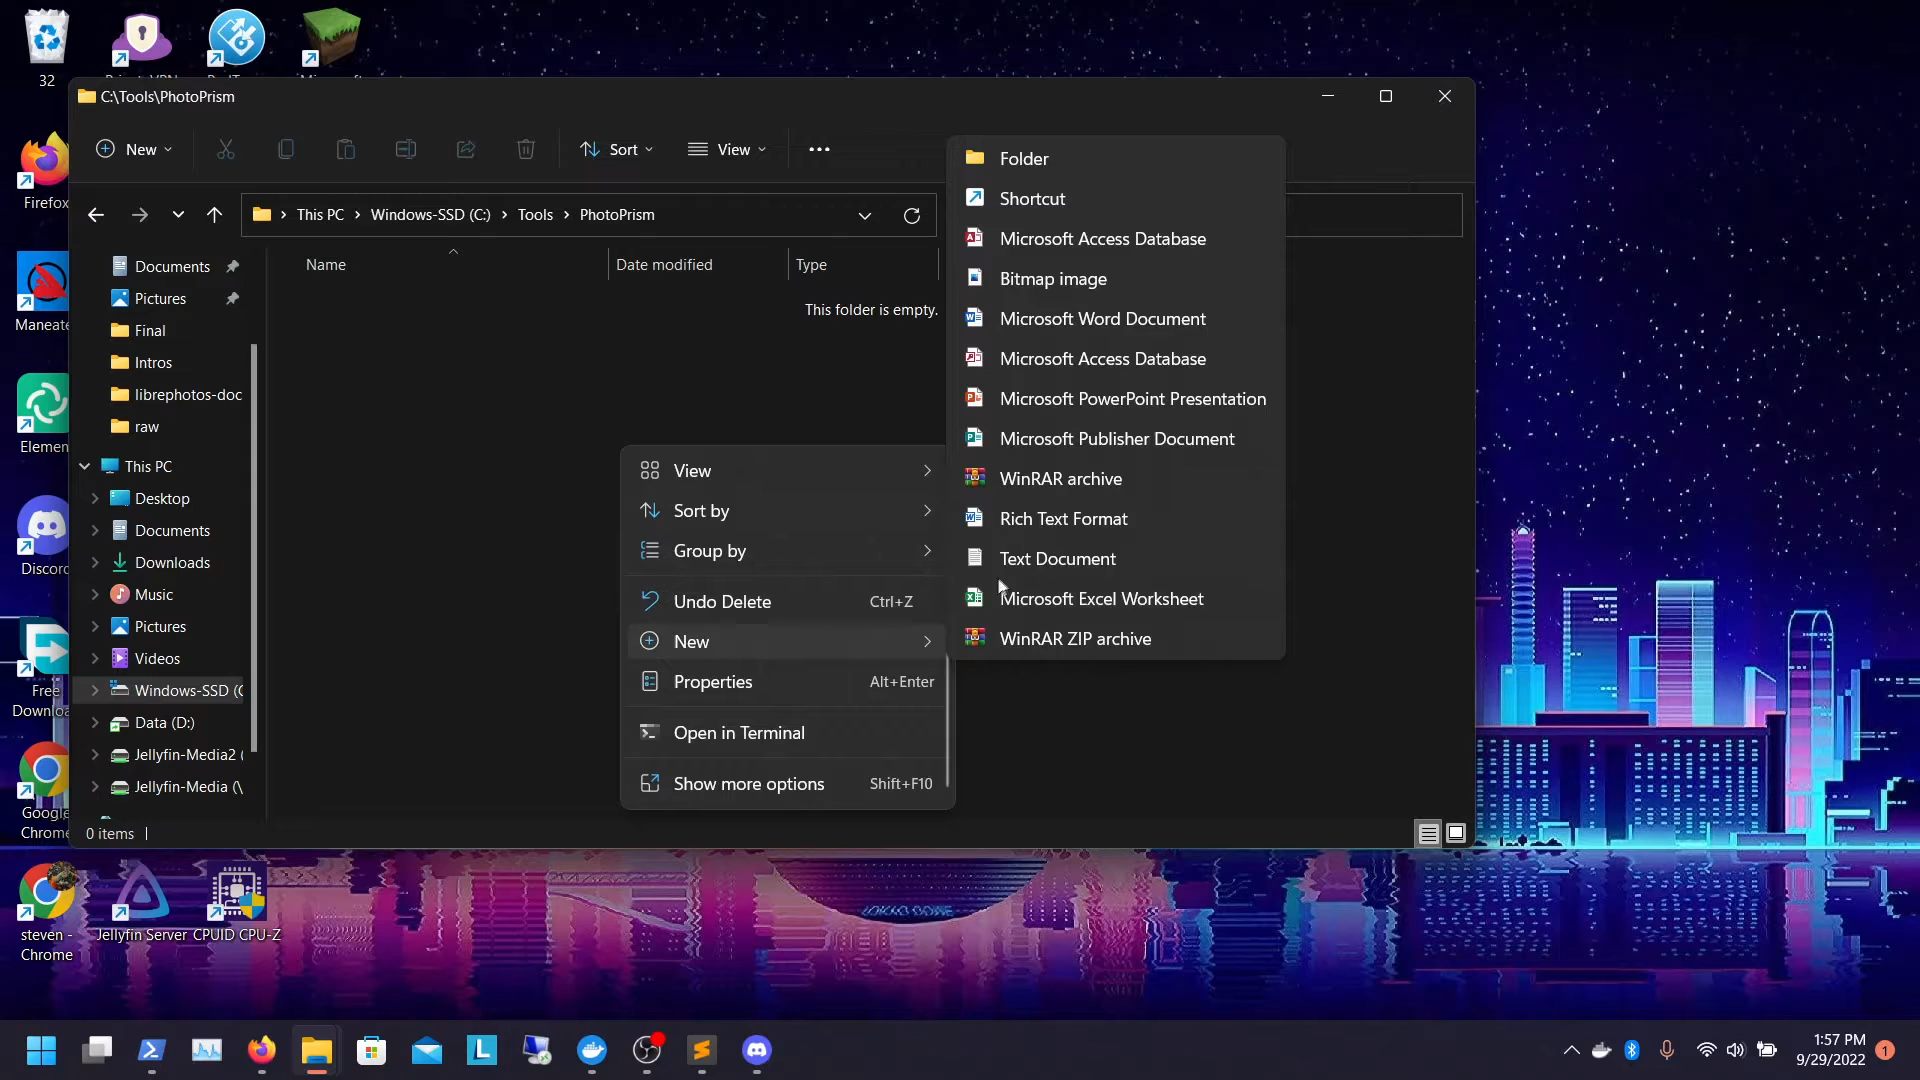 32
Firefox
Maneate
Elemen
Discord
Free
Downloa
Google
Chrome
steven -
Chrome
Jellyfin Server
CPUID CPU-Z
C:\Tools\PhotoPrism
New
Sort
View
This PC
Windows-SSD (C:)
Tools
PhotoPrism
Name
Date modified
Type
This folder is empty.
Documents
Pictures
Final
Intros
librephotos-doc
raw
This PC
Desktop
Documents
Downloads
Music
Pictures
Videos
Windows-SSD (C
Data (D:)
Jellyfin-Media2 (
Jellyfin-Media (\
0 items
View
Sort by
Group by
Undo Delete Ctrl+Z
New
Properties Alt+Enter
Open in Terminal
Show more options Shift+F10
Folder
Shortcut
Microsoft Access Database
Bitmap image
Microsoft Word Document
Microsoft Access Database
Microsoft PowerPoint Presentation
Microsoft Publisher Document
WinRAR archive
Rich Text Format
Text Document
Microsoft Excel Worksheet
WinRAR ZIP archive
1:57 PM
9/29/2022
1